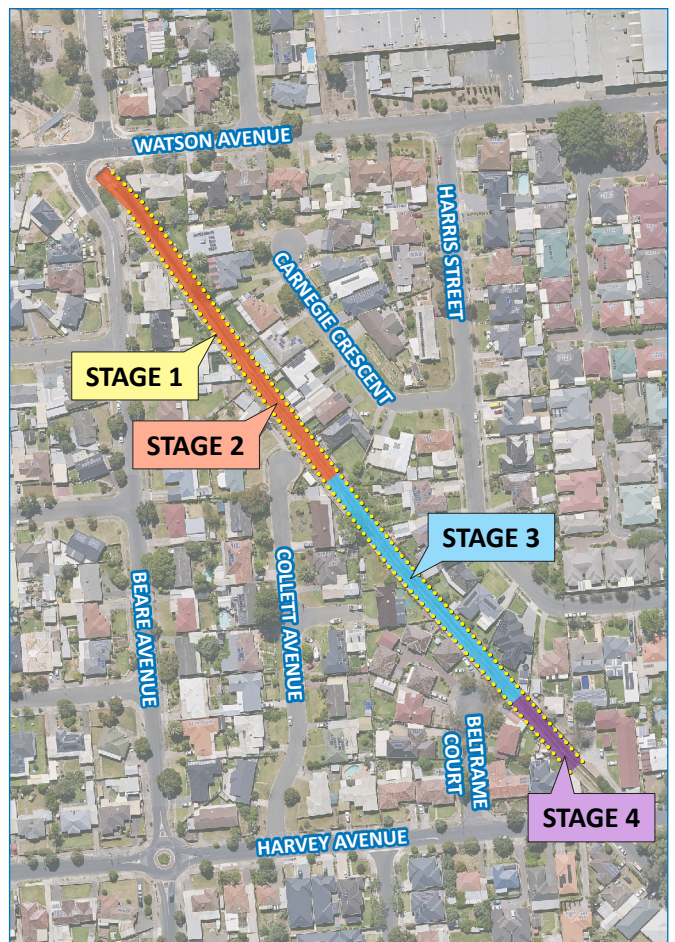 WATSON AVENUE
HARRIS STREET
CARNEGIE CRESCENT
STAGE 1
STAGE 2
STAGE 3
COLLETT AVENUE
BEARE AVENUE
BELTRAME
COURT
STAGE 4
HARVEY AVENUE